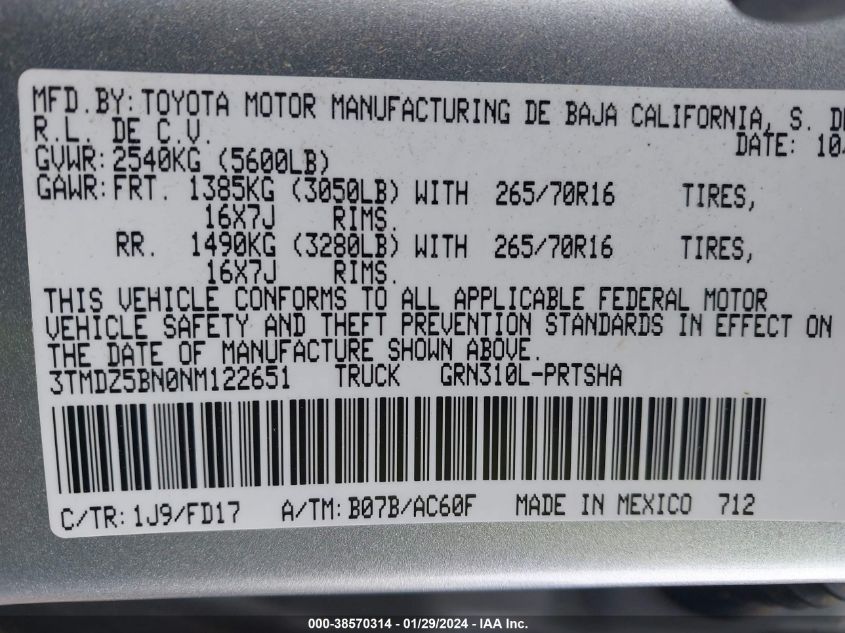 MFD.BY: TOYOTA MOTOR MANUFACTURING DE BAJA CALIFORNIA, S.
R.L. DE C.V. DATE:
GVWR: 2540KG (5600LB)
GAWR: FRT. 1385KG (3050LB) WITH 265/70R16 TIRES,
16X7J RIMS.
RR. 1490KG (3280LB) WITH 265/70R16 TIRES,
16X7J RIMS.
THIS VEHICLE CONFORMS TO ALL APPLICABLE FEDERAL MOTOR
VEHICLE SAFETY AND THEFT PREVENTION STANDARDS IN EFFECT ON
THE DATE OF MANUFACTURE SHOWN ABOVE.
3TMDZ5BN0NM122651 TRUCK GRN310L-PRTSHA
C/TR: 1J9/FD17 A/TM: B07B/AC60F MADE IN MEXICO 712
000-38570314 - 01/29/2024 - IAA Inc.